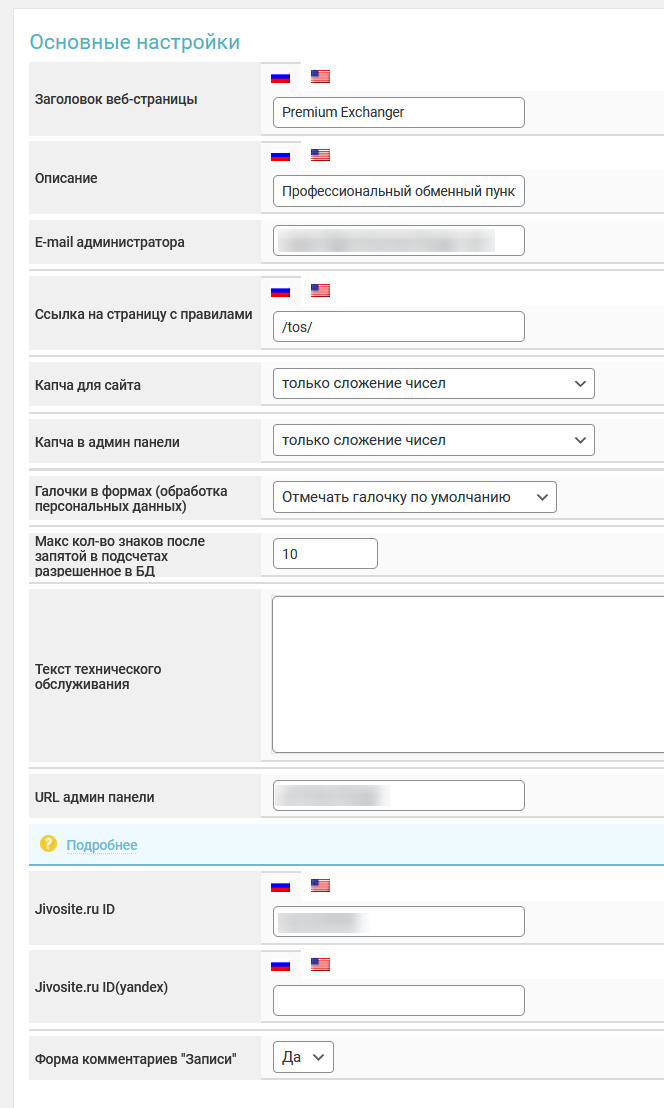 Основные настройки
Заголовок веб-страницы
Premium Exchanger
Описание
Профессиональный обменный пунк
E-mail администратора
Ссылка на страницу с правилами
/tos/
Капча для сайта
только сложение чисел
Капча в админ панели
только сложение чисел
Галочки в формах (обработка
персональных данных)
Отмечать галочку по умолчанию
Макс кол-во знаков после
запятой в подсчетах
разрешенное в БД
10
Текст технического
обслуживания
URL админ панели
? Подробнее
Jivosite.ru ID
Jivosite.ru ID(yandex)
Форма комментариев "Записи"
Да